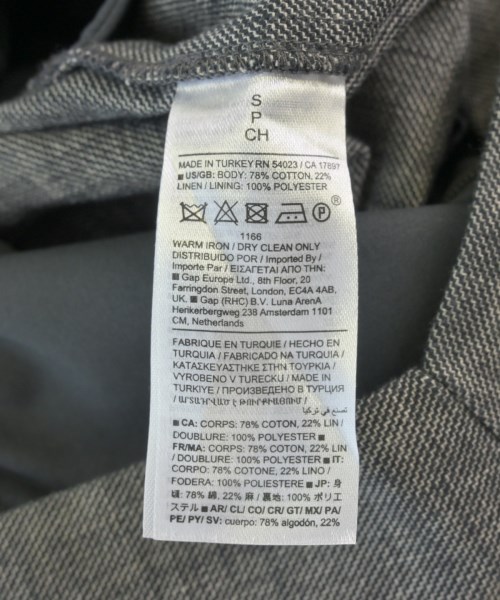 S
P
CH
MADE IN TURKEY RN 54023 / CA 17897
■ US/GB: BODY: 78% COTTON, 22%
LINEN / LINING: 100% POLYESTER
P ®
1166
WARM IRON / DRY CLEAN ONLY
DISTRIBUIDO POR / Imported By /
Importe Par / ΕΙΣΑΓΕΤΑΙ ΑΠΟ ΤΗΝ:
■ Gap Europe Ltd., 8th Floor, 20
Farringdon Street, London, EC4A 4AB,
UK. ■ Gap (RHC) B.V. Luna ArenA
Herikerbergweg 238, Amsterdam 1101
CM, Netherlands
FABRIQUE EN TURQUIE / HECHO EN
TURQUIA / FABRICADO NA TURQUIA /
ΚΑΤΑΣΚΕΥΑΣΤΗΚΕ ΣΤΗΝ ΤΟΥΡΚΙΑ /
VYROBENO V TURECKU / MADE IN
TURKIYE / ПРОИЗВЕДЕНО В ТУРЦИЯ
/ ԱՐՏԱԴՐՎԱԾ Է ԹՈՒՐՔԻԱՅՈՒՄ /
تصنع في تركيا
■ CA: CORPS: 78% COTON, 22% LIN /
DOUBLURE: 100% POLYESTER ■
FR/MA: CORPS: 78% COTON, 22% LIN
/ DOUBLURE: 100% POLYESTER ■ IT:
CORPO: 78% COTONE, 22% LINO /
FODERA: 100% POLIESTERE ■ JP: 身
頃: 78% 綿, 22% 麻 / 裏地: 100% ポリエ
ステル ■ AR/ CL/ CO/ CR/ GT/ MX/ PA/
PE/ PY/ SV: cuerpo: 78% algodón, 22%